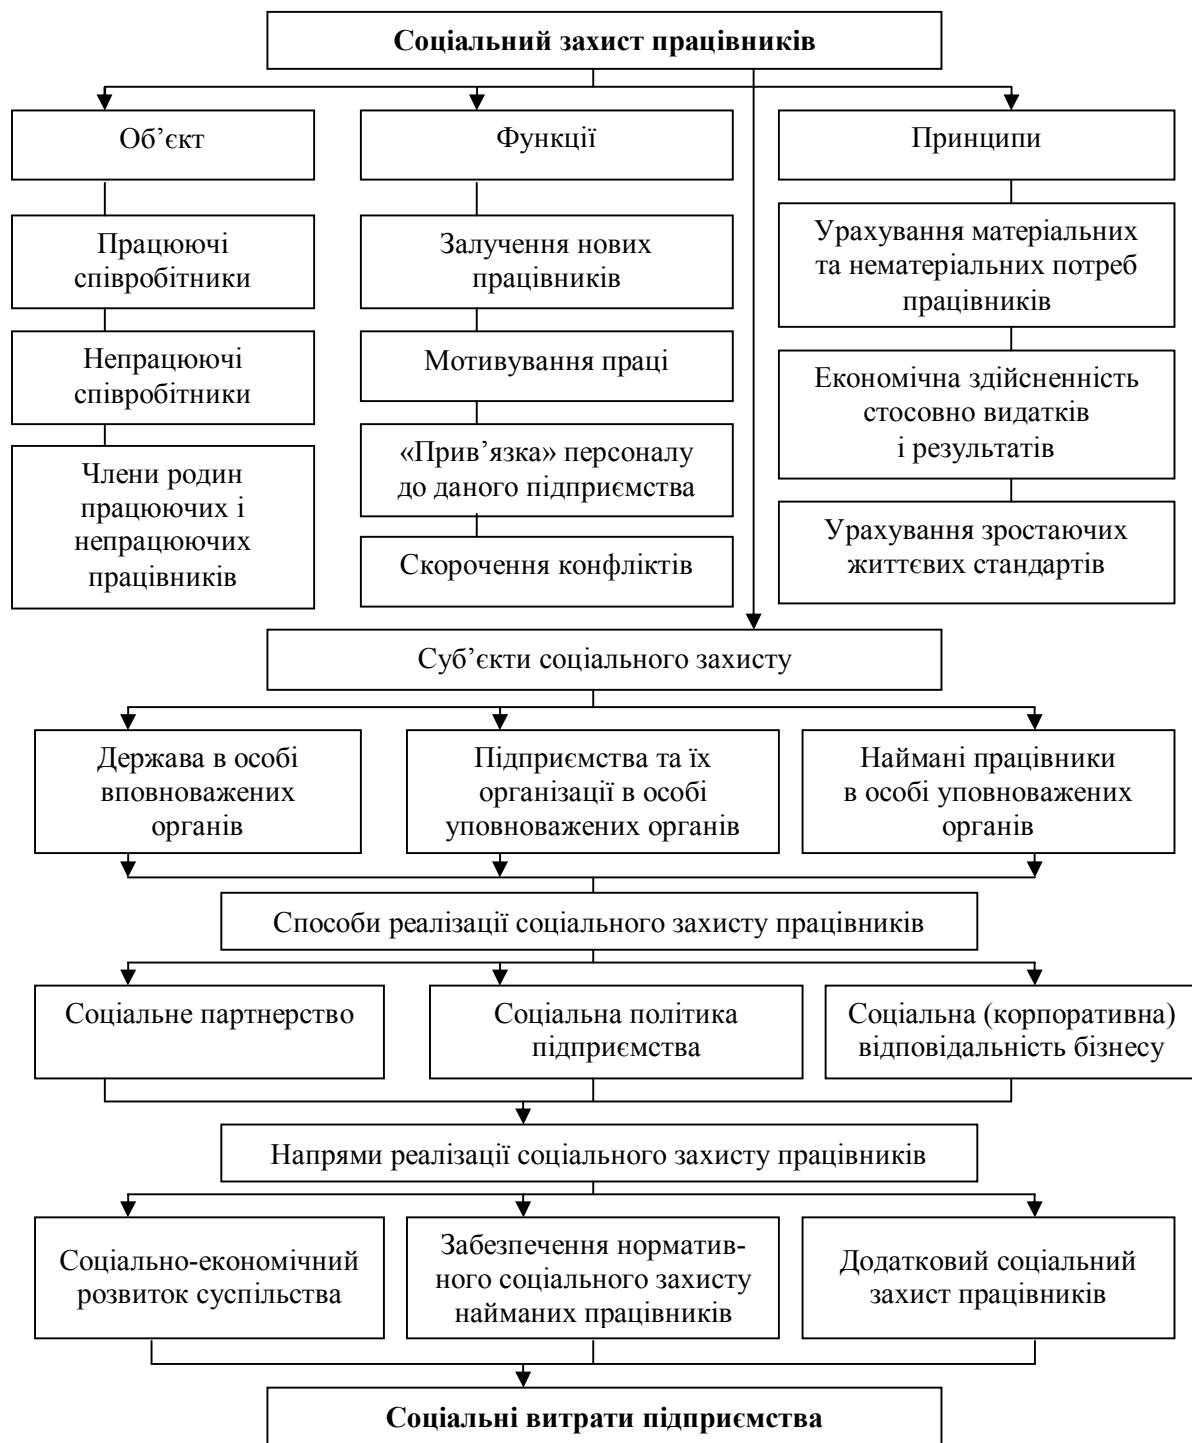 Соціальний захист працівників
Об’єкт
Функції
Принципи
Працюючі
співробітники
Непрацюючі
співробітники
Члени родин
працюючих і
непрацюючих
працівників
Залучення нових
працівників
Мотивування праці
«Прив’язка» персоналу
до даного підприємства
Скорочення конфліктів
Урахування матеріальних
та нематеріальних потреб
працівників
Економічна здійсненність
стосовно видатків
і результатів
Урахування зростаючих
життєвих стандартів
Суб’єкти соціального захисту
Держава в особі
вповноважених
органів
Підприємства та їх
організації в особі
уповноважених органів
Наймані працівники
в особі уповноважених
органів
Способи реалізації соціального захисту працівників
Соціальне партнерство
Соціальна політика
підприємства
Соціальна (корпоративна)
відповідальність бізнесу
Напрями реалізації соціального захисту працівників
Соціально-економічний
розвиток суспільства
Забезпечення норматив-
ного соціального захисту
найманих працівників
Додатковий соціальний
захист працівників
Соціальні витрати підприємства